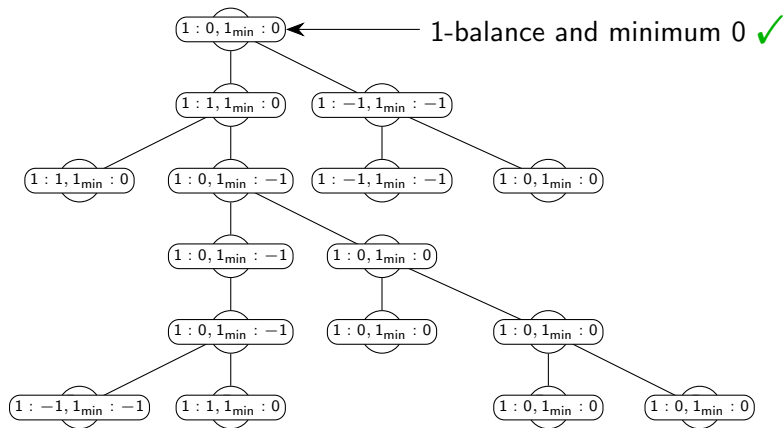 1 : 0, 1min : 0
1-balance and minimum 0 ✓
1 : 1, 1min : 0
1 : −1, 1min : −1
1 : 1, 1min : 0
1 : 0, 1min : −1
1 : −1, 1min : −1
1 : 0, 1min : 0
1 : 0, 1min : −1
1 : 0, 1min : 0
1 : 0, 1min : −1
1 : 0, 1min : 0
1 : 0, 1min : 0
1 : −1, 1min : −1
1 : 1, 1min : 0
1 : 0, 1min : 0
1 : 0, 1min : 0